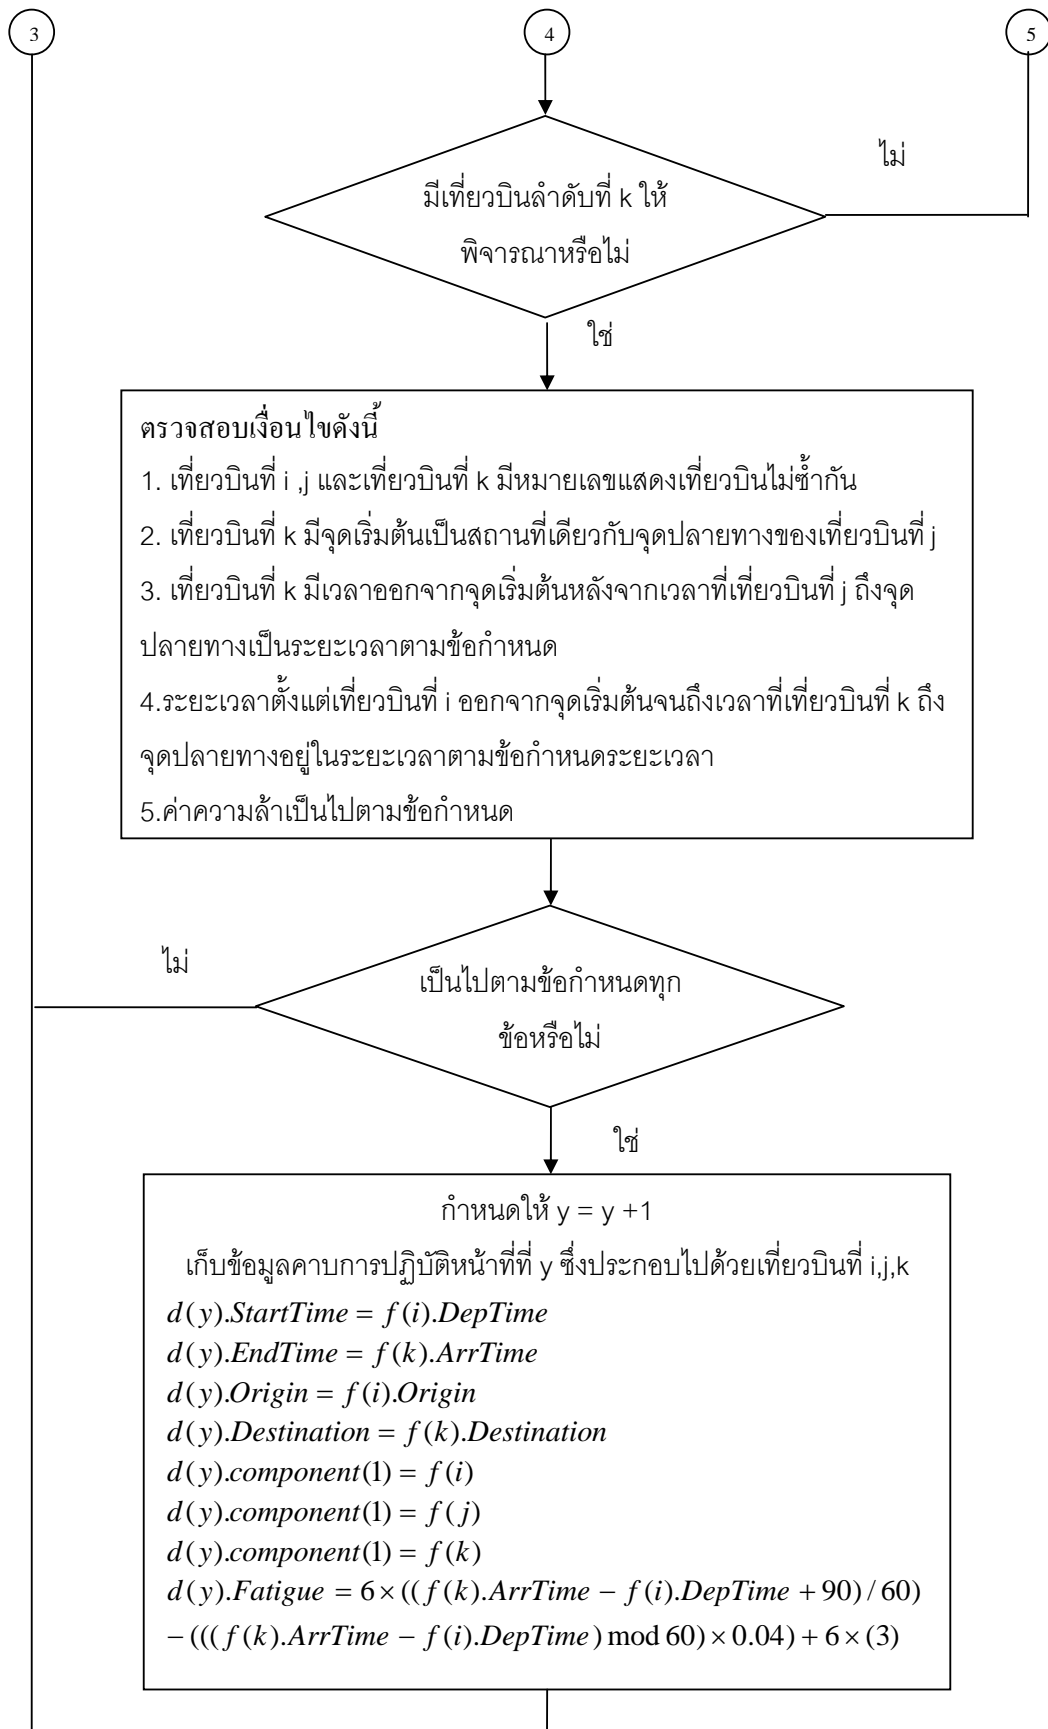 3
4
5
ไม่
มีเที่ยวบินลำดับที่ k ให้
พิจารณาหรือไม่
ใช่
ตรวจสอบเงื่อนไขดังนี้
1. เที่ยวบินที่ i ,j และเที่ยวบินที่ k มีหมายเลขแสดงเที่ยวบินไม่ซ้ำกัน
2. เที่ยวบินที่ k มีจุดเริ่มต้นเป็นสถานที่เดียวกับจุดปลายทางของเที่ยวบินที่ j
3. เที่ยวบินที่ k มีเวลาออกจากจุดเริ่มต้นหลังจากเวลาที่เที่ยวบินที่ j ถึงจุด
ปลายทางเป็นระยะเวลาตามข้อกำหนด
4.ระยะเวลาตั้งแต่เที่ยวบินที่ i ออกจากจุดเริ่มต้นจนถึงเวลาที่เที่ยวบินที่ k ถึง
จุดปลายทางอยู่ในระยะเวลาตามข้อกำหนดระยะเวลา
5.ค่าความล้าเป็นไปตามข้อกำหนด
ไม่
เป็นไปตามข้อกำหนดทุก
ข้อหรือไม่
ใช่
กำหนดให้ y = y +1
เก็บข้อมูลคาบการปฏิบัติหน้าที่ที่ y ซึ่งประกอบไปด้วยเที่ยวบินที่ i,j,k
d(y).StartTime = f(i).DepTime
d(y).EndTime = f(k).ArrTime
d(y).Origin = f(i).Origin
d(y).Destination = f(k).Destination
d(y).component(1) = f(i)
d(y).component(1) = f(j)
d(y).component(1) = f(k)
d(y).Fatigue = 6×((f(k).ArrTime − f(i).DepTime + 90) / 60)
− (((f(k).ArrTime − f(i).DepTime) mod 60) × 0.04) + 6 × (3)